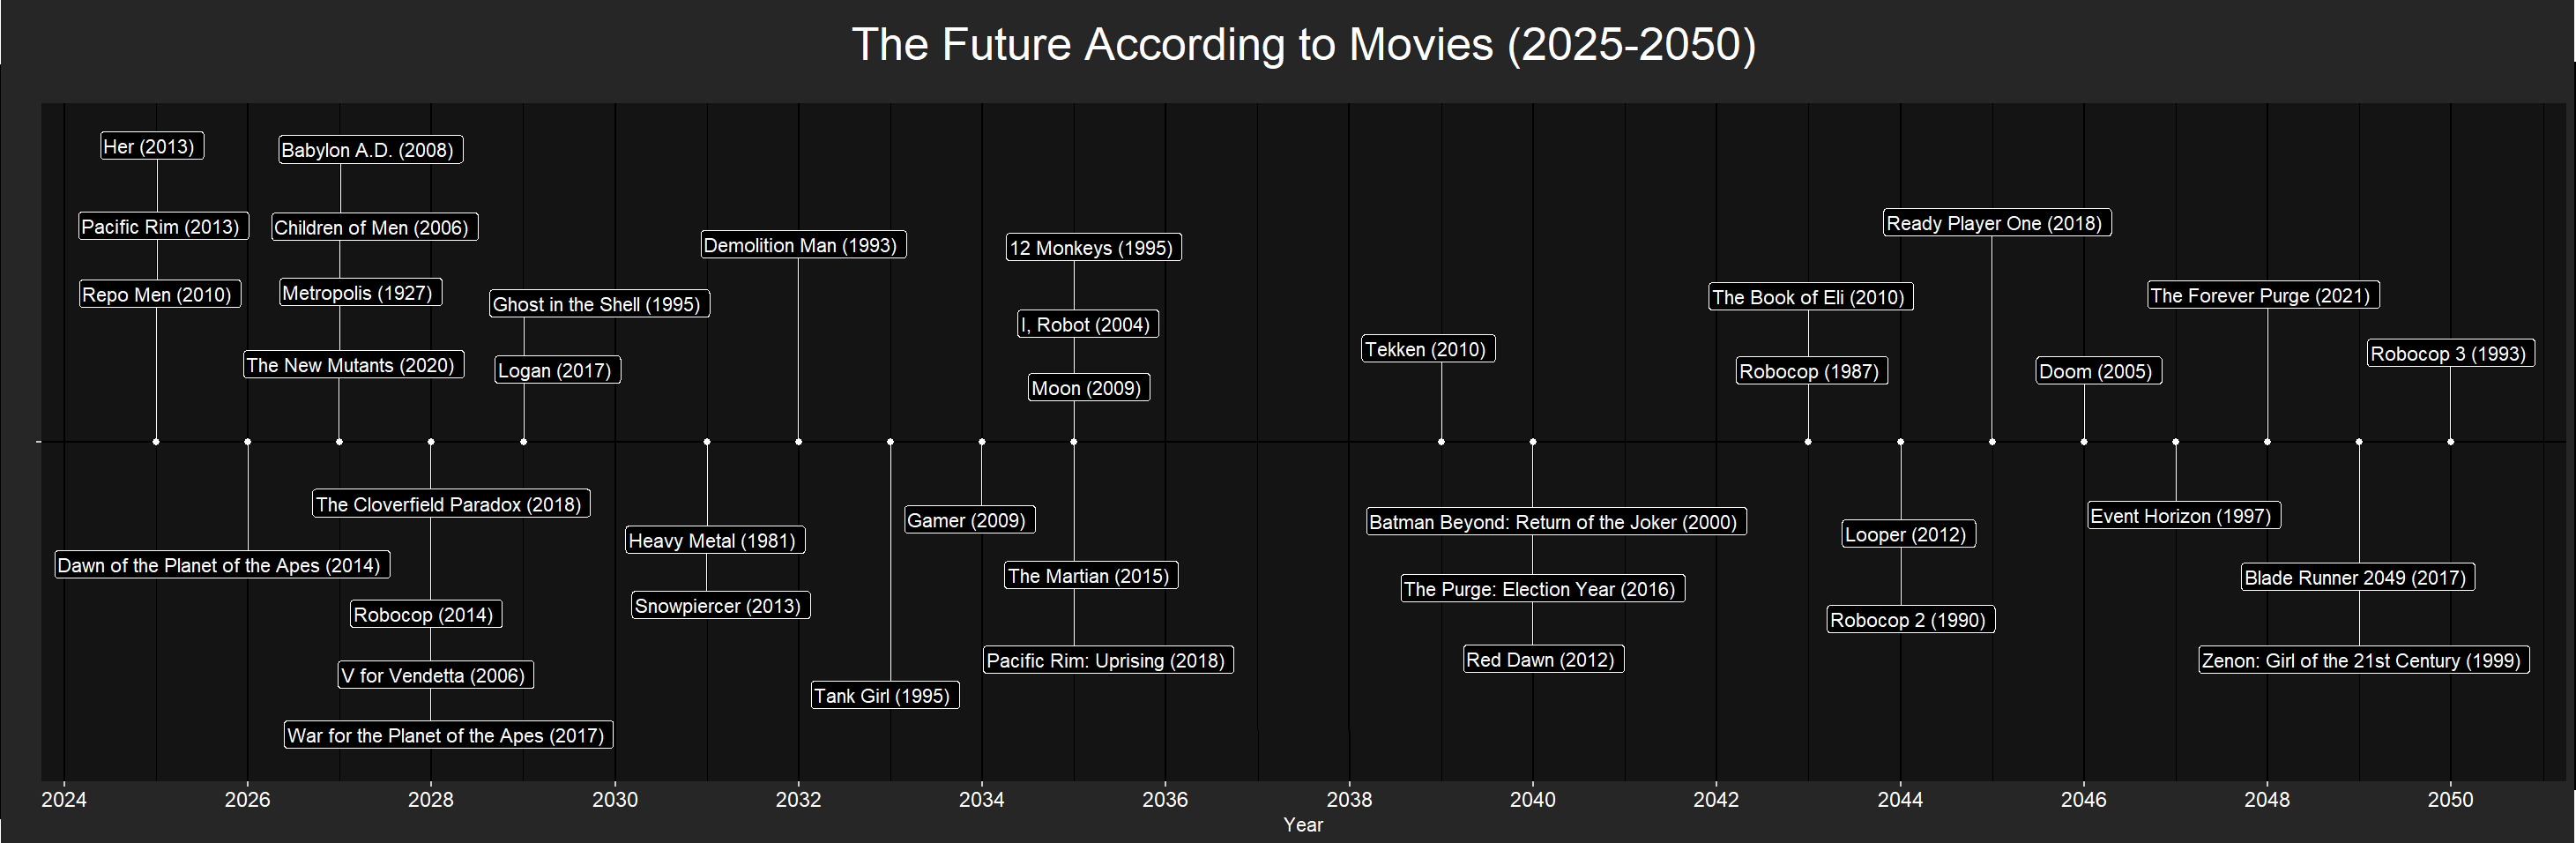 The Future According to Movies (2025-2050)
Her (2013)
Babylon A.D. (2008)
Pacific Rim (2013)
Children of Men (2006)
Ready Player One (2018)
Demolition Man (1993)
12 Monkeys (1995)
Repo Men (2010)
Metropolis (1927)
Ghost in the Shell (1995)
The Book of Eli (2010)
The Forever Purge (2021)
I, Robot (2004)
Tekken (2010)
Robocop 3 (1993)
The New Mutants (2020)
Logan (2017)
Robocop (1987)
Doom (2005)
Moon (2009)
The Cloverfield Paradox (2018)
Gamer (2009)
Batman Beyond: Return of the Joker (2000)
Event Horizon (1997)
Heavy Metal (1981)
Looper (2012)
Dawn of the Planet of the Apes (2014)
The Martian (2015)
Blade Runner 2049 (2017)
The Purge: Election Year (2016)
Snowpiercer (2013)
Robocop (2014)
Robocop 2 (1990)
Pacific Rim: Uprising (2018)
Red Dawn (2012)
Zenon: Girl of the 21st Century (1999)
V for Vendetta (2006)
Tank Girl (1995)
War for the Planet of the Apes (2017)
2024 2026 2028 2030 2032 2034 2036 2038 2040 2042 2044 2046 2048 2050
Year